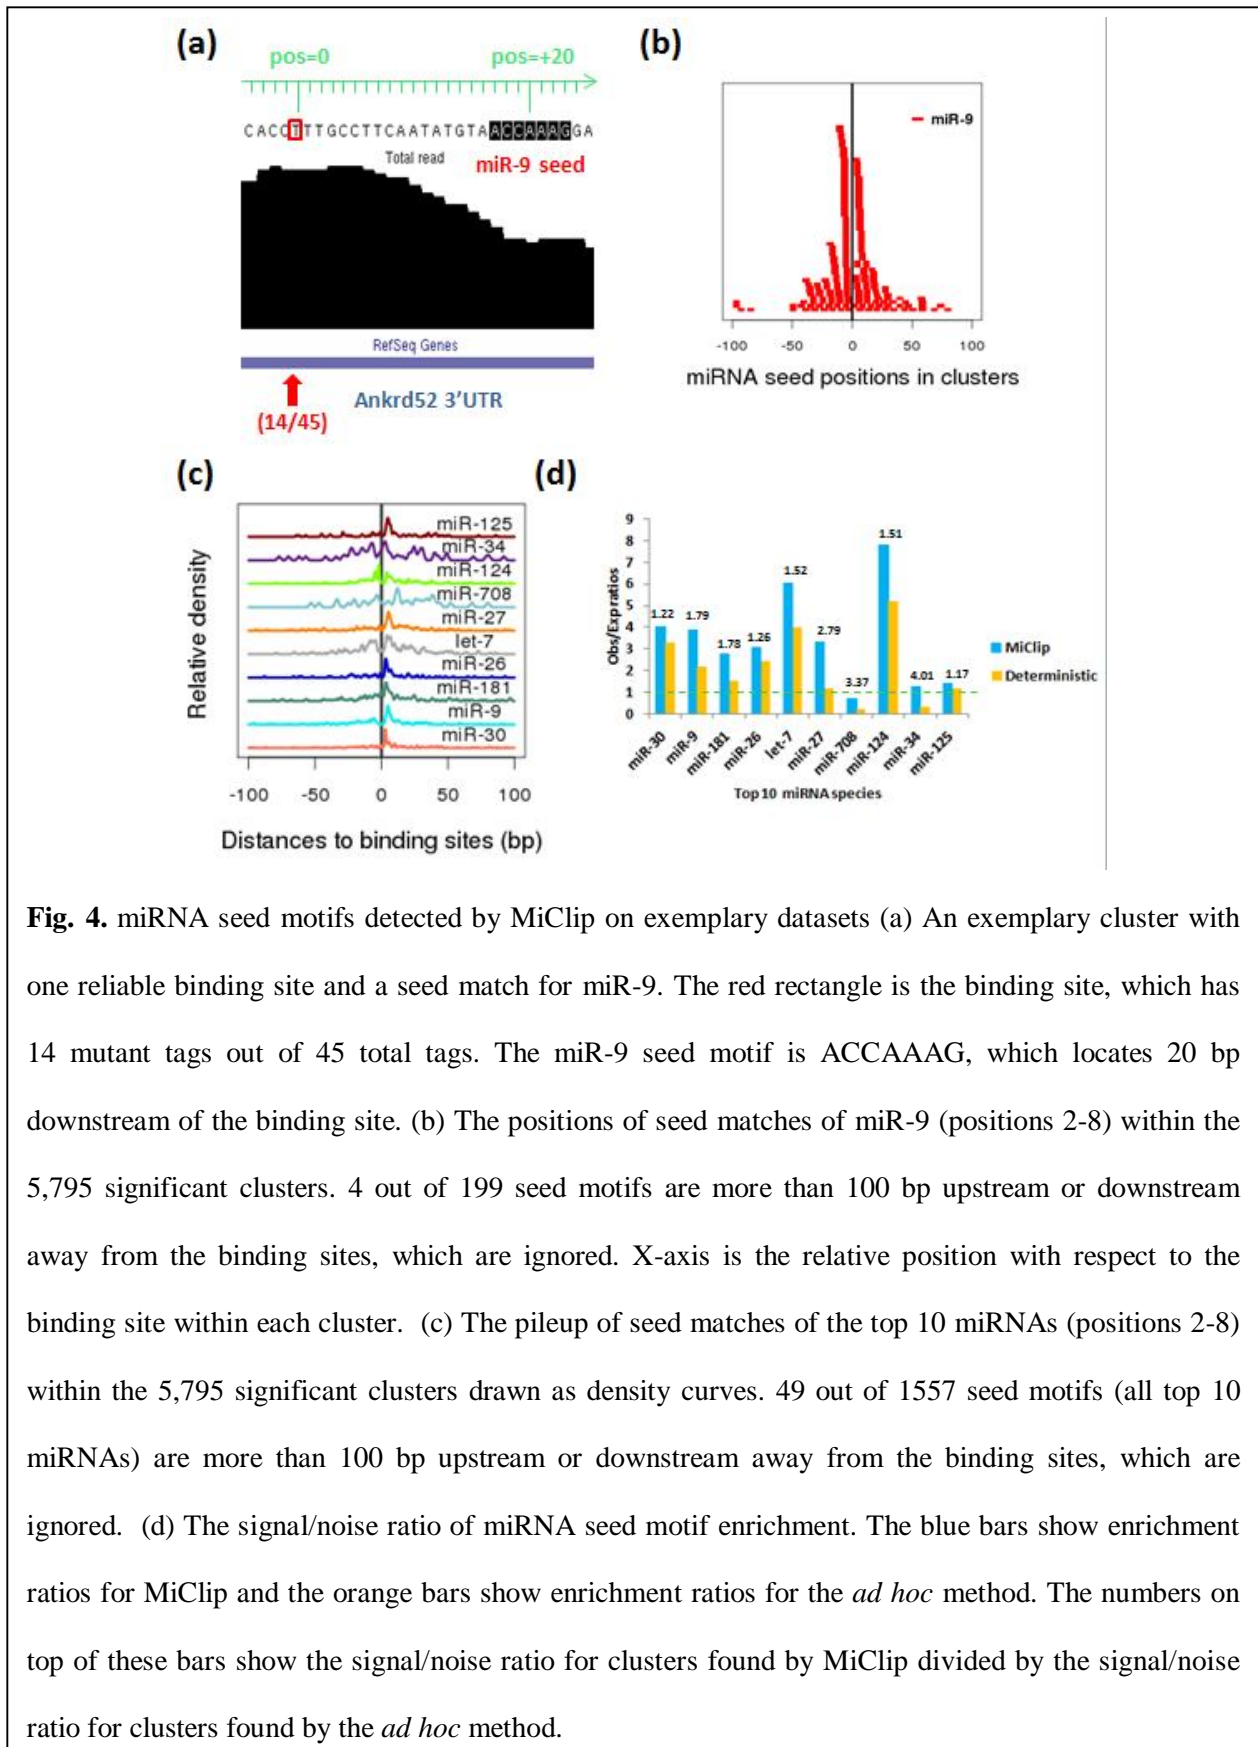 (a)
pos=0 pos=+20
CACCTTTGCCTTCAATATGTAACCAAAGGA
Total read
miR-9 seed
RefSeq Genes
Ankrd52 3'UTR
(14/45)
(b)
miR-9
-100 -50 0 50 100
miRNA seed positions in clusters
(c)
Relative density
miR-125
miR-34
miR-124
miR-708
miR-27
let-7
miR-26
miR-181
miR-9
miR-30
-100 -50 0 50 100
Distances to binding sites (bp)
(d)
Obs/Exp ratios
9
8
7
6
5
4
3
2
1
0
1.22 1.79 1.78 1.26 1.52 2.79 3.37 1.51 4.01 1.17
MiClip
Deterministic
miR-30 miR-9 miR-181 miR-26 let-7 miR-27 miR-708 miR-124 miR-34 miR-125
Top 10 miRNA species
Fig. 4. miRNA seed motifs detected by MiClip on exemplary datasets (a) An exemplary cluster with
one reliable binding site and a seed match for miR-9. The red rectangle is the binding site, which has
14 mutant tags out of 45 total tags. The miR-9 seed motif is ACCAAAG, which locates 20 bp
downstream of the binding site. (b) The positions of seed matches of miR-9 (positions 2-8) within the
5,795 significant clusters. 4 out of 199 seed motifs are more than 100 bp upstream or downstream
away from the binding sites, which are ignored. X-axis is the relative position with respect to the
binding site within each cluster. (c) The pileup of seed matches of the top 10 miRNAs (positions 2-8)
within the 5,795 significant clusters drawn as density curves. 49 out of 1557 seed motifs (all top 10
miRNAs) are more than 100 bp upstream or downstream away from the binding sites, which are
ignored. (d) The signal/noise ratio of miRNA seed motif enrichment. The blue bars show enrichment
ratios for MiClip and the orange bars show enrichment ratios for the ad hoc method. The numbers on
top of these bars show the signal/noise ratio for clusters found by MiClip divided by the signal/noise
ratio for clusters found by the ad hoc method.